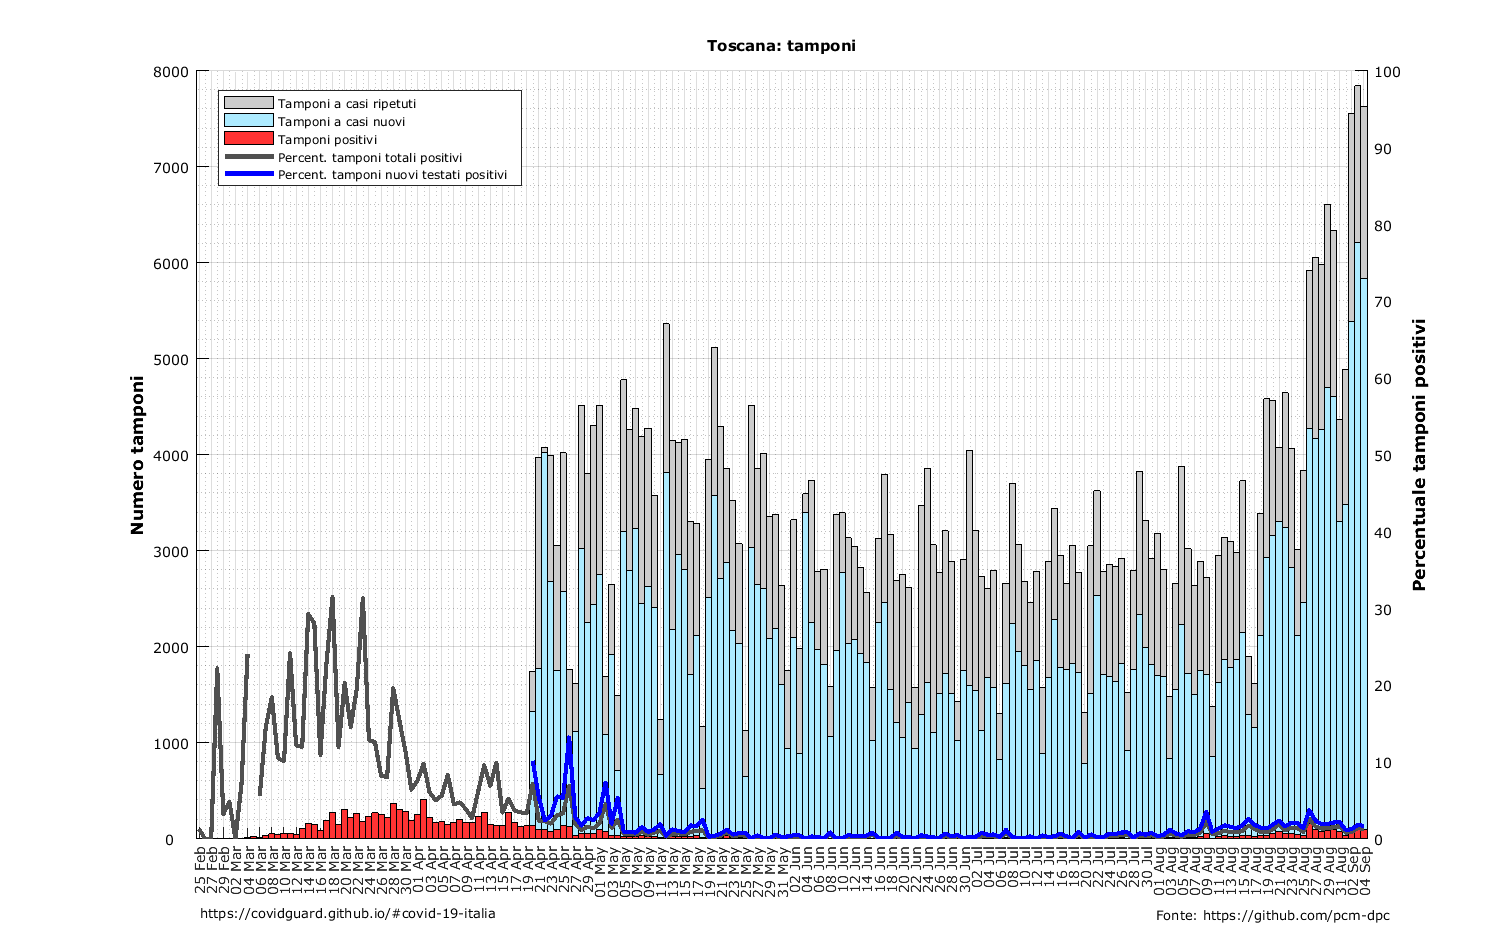 Toscana: tamponi
8000
7000
6000
5000
4000
3000
2000
1000
0
100
90
80
70
60
50
40
30
20
10
0
Numero tamponi
Percentuale tamponi positivi
Tamponi a casi ripetuti
Tamponi a casi nuovi
Tamponi positivi
Percent. tamponi totali positivi
Percent. tamponi nuovi testati positivi
25 Feb
27 Feb
29 Feb
02 Mar
04 Mar
06 Mar
08 Mar
10 Mar
12 Mar
14 Mar
16 Mar
18 Mar
20 Mar
22 Mar
24 Mar
26 Mar
28 Mar
30 Mar
01 Apr
03 Apr
05 Apr
07 Apr
09 Apr
11 Apr
13 Apr
15 Apr
17 Apr
19 Apr
21 Apr
23 Apr
25 Apr
27 Apr
29 Apr
01 May
03 May
05 May
07 May
09 May
11 May
13 May
15 May
17 May
19 May
21 May
23 May
25 May
27 May
29 May
31 May
02 Jun
04 Jun
06 Jun
08 Jun
10 Jun
12 Jun
14 Jun
16 Jun
18 Jun
20 Jun
22 Jun
24 Jun
26 Jun
28 Jun
30 Jun
02 Jul
04 Jul
06 Jul
08 Jul
10 Jul
12 Jul
14 Jul
16 Jul
18 Jul
20 Jul
22 Jul
24 Jul
26 Jul
28 Jul
30 Jul
01 Aug
03 Aug
05 Aug
07 Aug
09 Aug
11 Aug
13 Aug
15 Aug
17 Aug
19 Aug
21 Aug
23 Aug
25 Aug
27 Aug
29 Aug
31 Aug
02 Sep
04 Sep
https://covidguard.github.io/#covid-19-italia
Fonte: https://github.com/pcm-dpc